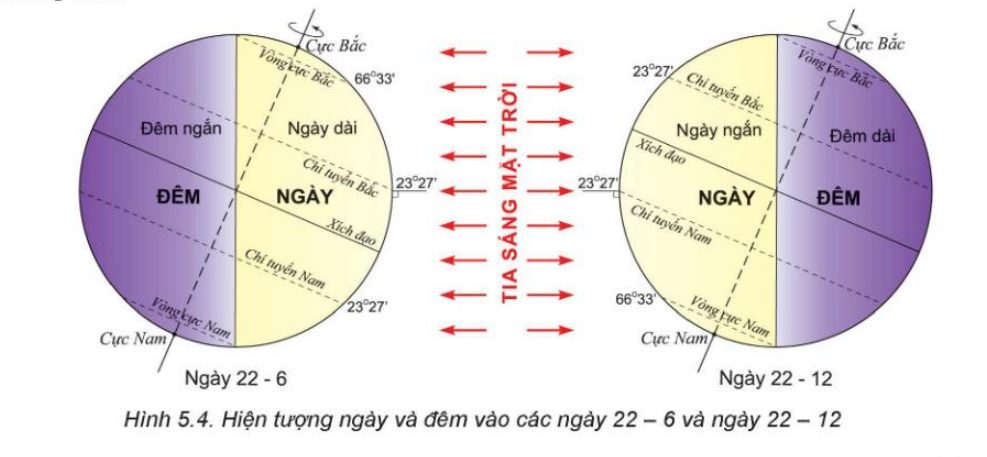 Cực Bắc
Vòng cực Bắc
66°33'
Đêm ngắn
Ngày dài
Chí tuyến Bắc
23°27'
ĐÊM
NGÀY
Xích đạo
Chí tuyến Nam
23°27'
Vòng cực Nam
Cực Nam
Ngày 22 - 6
TIA SÁNG MẶT TRỜI
Cực Bắc
Vòng cực Bắc
23°27'
Chí tuyến Bắc
Ngày ngắn
Đêm dài
Xích đạo
23°27'
NGÀY
ĐÊM
Chí tuyến Nam
66°33'
Vòng cực Nam
Cực Nam
Ngày 22 - 12
Hình 5.4. Hiện tượng ngày và đêm vào các ngày 22 – 6 và ngày 22 – 12